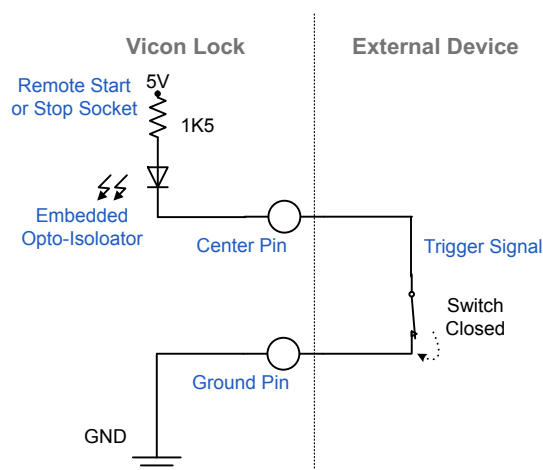 Vicon Lock
External Device
Remote Start
or Stop Socket
5V
1K5
Embedded
Opto-Isoloator
Center Pin
Trigger Signal
Switch
Closed
Ground Pin
GND